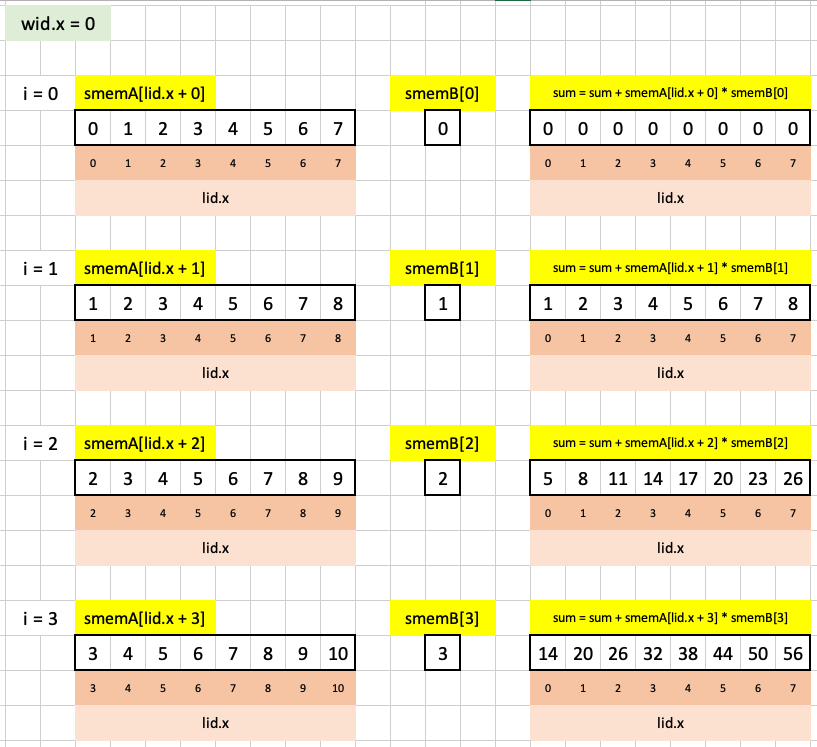 wid.x = 0
i = 0 smemA[lid.x + 0] smemB[0] sum = sum + smemA[lid.x + 0] * smemB[0]
0 1 2 3 4 5 6 7 0 0 0 0 0 0 0 0 0
0 1 2 3 4 5 6 7 0 1 2 3 4 5 6 7
lid.x lid.x
i = 1 smemA[lid.x + 1] smemB[1] sum = sum + smemA[lid.x + 1] * smemB[1]
1 2 3 4 5 6 7 8 1 1 2 3 4 5 6 7 8
1 2 3 4 5 6 7 8 0 1 2 3 4 5 6 7
lid.x lid.x
i = 2 smemA[lid.x + 2] smemB[2] sum = sum + smemA[lid.x + 2] * smemB[2]
2 3 4 5 6 7 8 9 2 5 8 11 14 17 20 23 26
2 3 4 5 6 7 8 9 0 1 2 3 4 5 6 7
lid.x lid.x
i = 3 smemA[lid.x + 3] smemB[3] sum = sum + smemA[lid.x + 3] * smemB[3]
3 4 5 6 7 8 9 10 3 14 20 26 32 38 44 50 56
3 4 5 6 7 8 9 10 0 1 2 3 4 5 6 7
lid.x lid.x